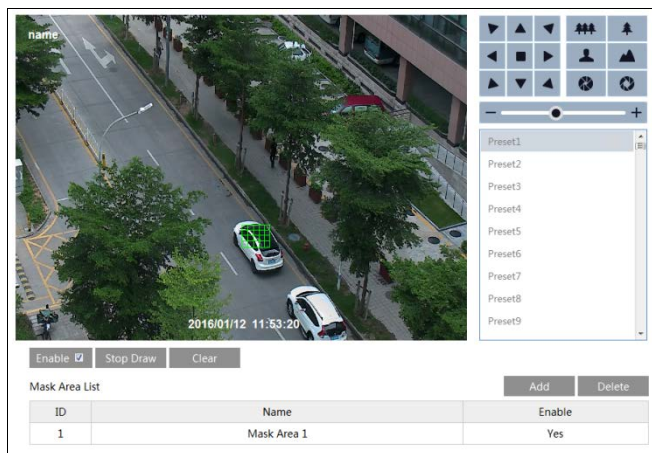 name
2016/01/12 11:53:20
Preset1
Preset2
Preset3
Preset4
Preset5
Preset6
Preset7
Preset8
Preset9
Enable Stop Draw Clear
Mask Area List Add Delete
ID Name Enable
1 Mask Area 1 Yes